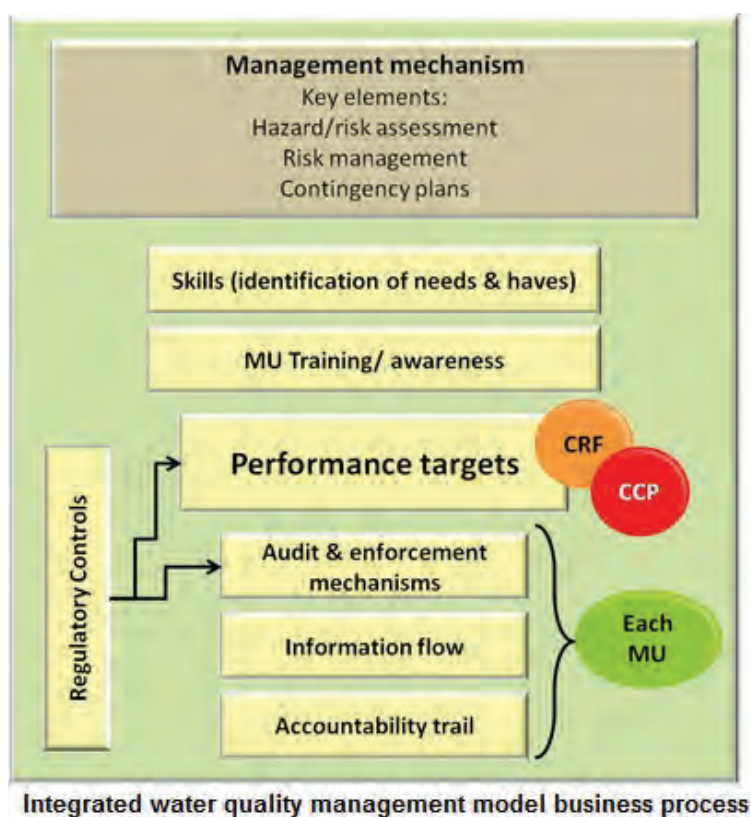 Management mechanism
Key elements:
Hazard/risk assessment
Risk management
Contingency plans
Skills (identification of needs & haves)
MU Training/ awareness
Performance targets
CRF
CCP
Regulatory Controls
Audit & enforcement
mechanisms
Information flow
Accountability trail
Each
MU
Integrated water quality management model business process